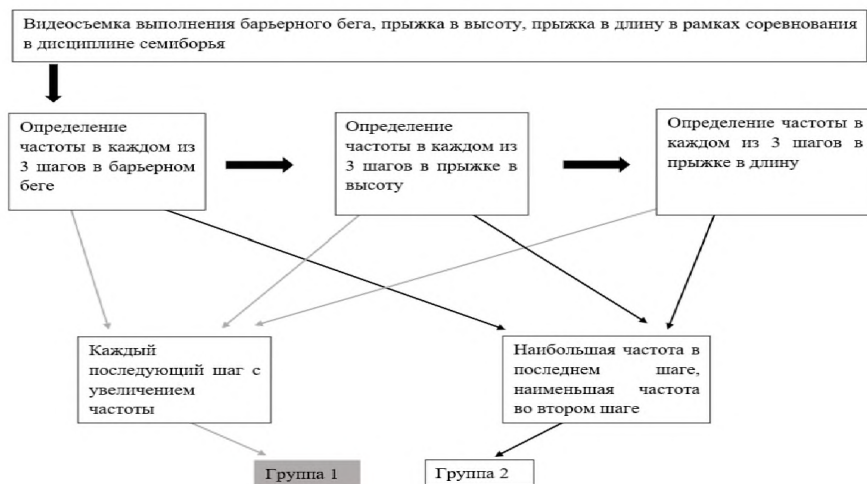 Видеосъемка выполнения барьерного бега, прыжка в высоту, прыжка в длину в рамках соревнования
в дисциплине семиборья
Определение
частоты в каждом из
3 шагов в барьерном
беге
Определение
частоты в каждом из
3 шагов в прыжке в
высоту
Определение частоты в
каждом из 3 шагов в
прыжке в длину
Каждый
последующий шаг с
увеличением
частоты
Наибольшая частота в
последнем шаге,
наименьшая частота
во втором шаге
Группа 1
Группа 2